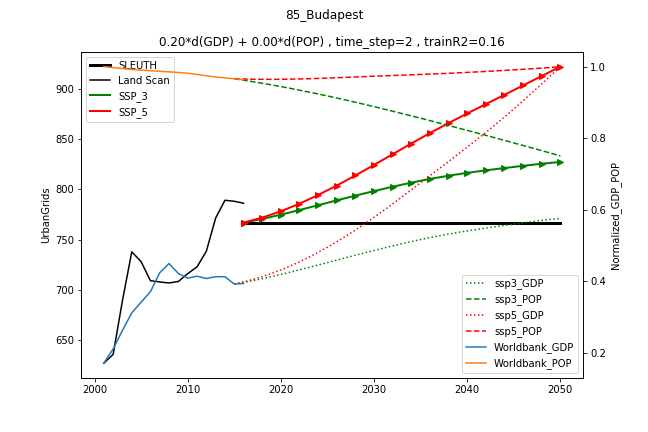 85_Budapest
0.20*d(GDP) + 0.00*d(POP) , time_step=2 , trainR2=0.16
SLEUTH
Land Scan
SSP_3
SSP_5
900
850
800
750
700
650
UrbanGrids
1.0
0.8
0.6
0.4
0.2
Normalized_GDP_POP
ssp3_GDP
ssp3_POP
ssp5_GDP
ssp5_POP
Worldbank_GDP
Worldbank_POP
2000 2010 2020 2030 2040 2050